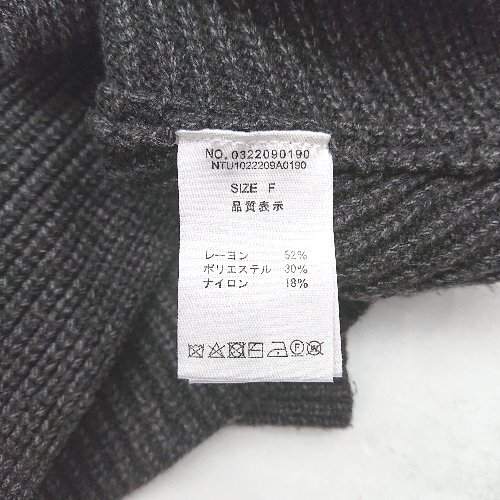 NO. 0322090190
NTU1022209A0190
SIZE F
品質表示
レーヨン 52%
ポリエステル 30%
ナイロン 18%